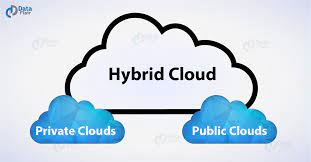 Data
Flair
Hybrid Cloud
Private Clouds
Public Clouds